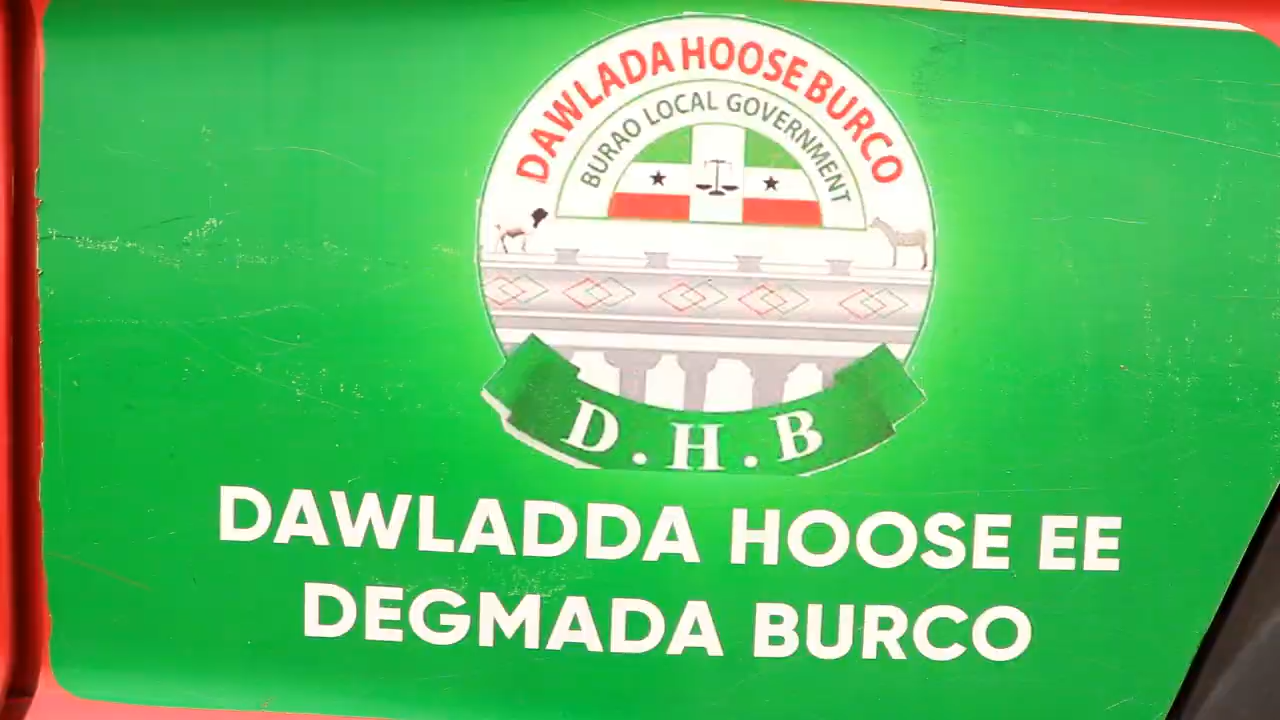 DAWLADA HOOSE BURCO
BURAO LOCAL GOVERNMENT
D.H.B
DAWLADDA HOOSE EE
DEGMADA BURCO